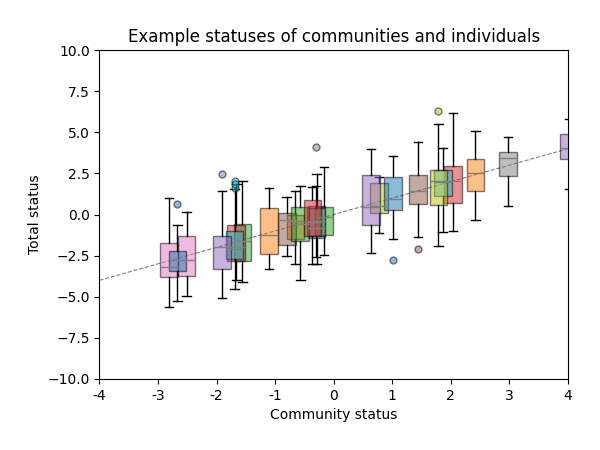 Example statuses of communities and individuals
10.0
7.5
5.0
2.5
0.0
−2.5
−5.0
−7.5
−10.0
Total status
-4 -3 -2 -1 0 1 2 3 4
Community status